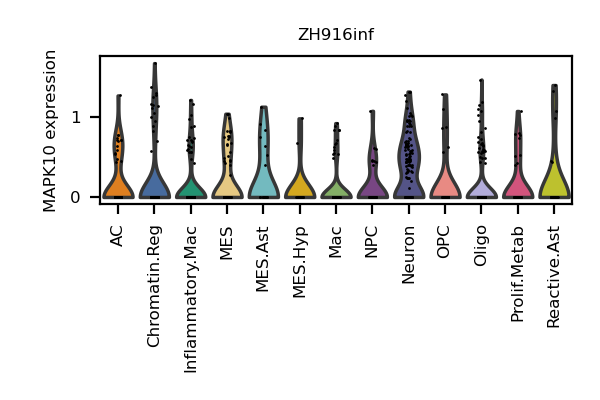 ZH916inf
MAPK10 expression
1
0
AC
Chromatin.Reg
Inflammatory.Mac
MES
MES.Ast
MES.Hyp
Mac
NPC
Neuron
OPC
Oligo
Prolif.Metab
Reactive.Ast